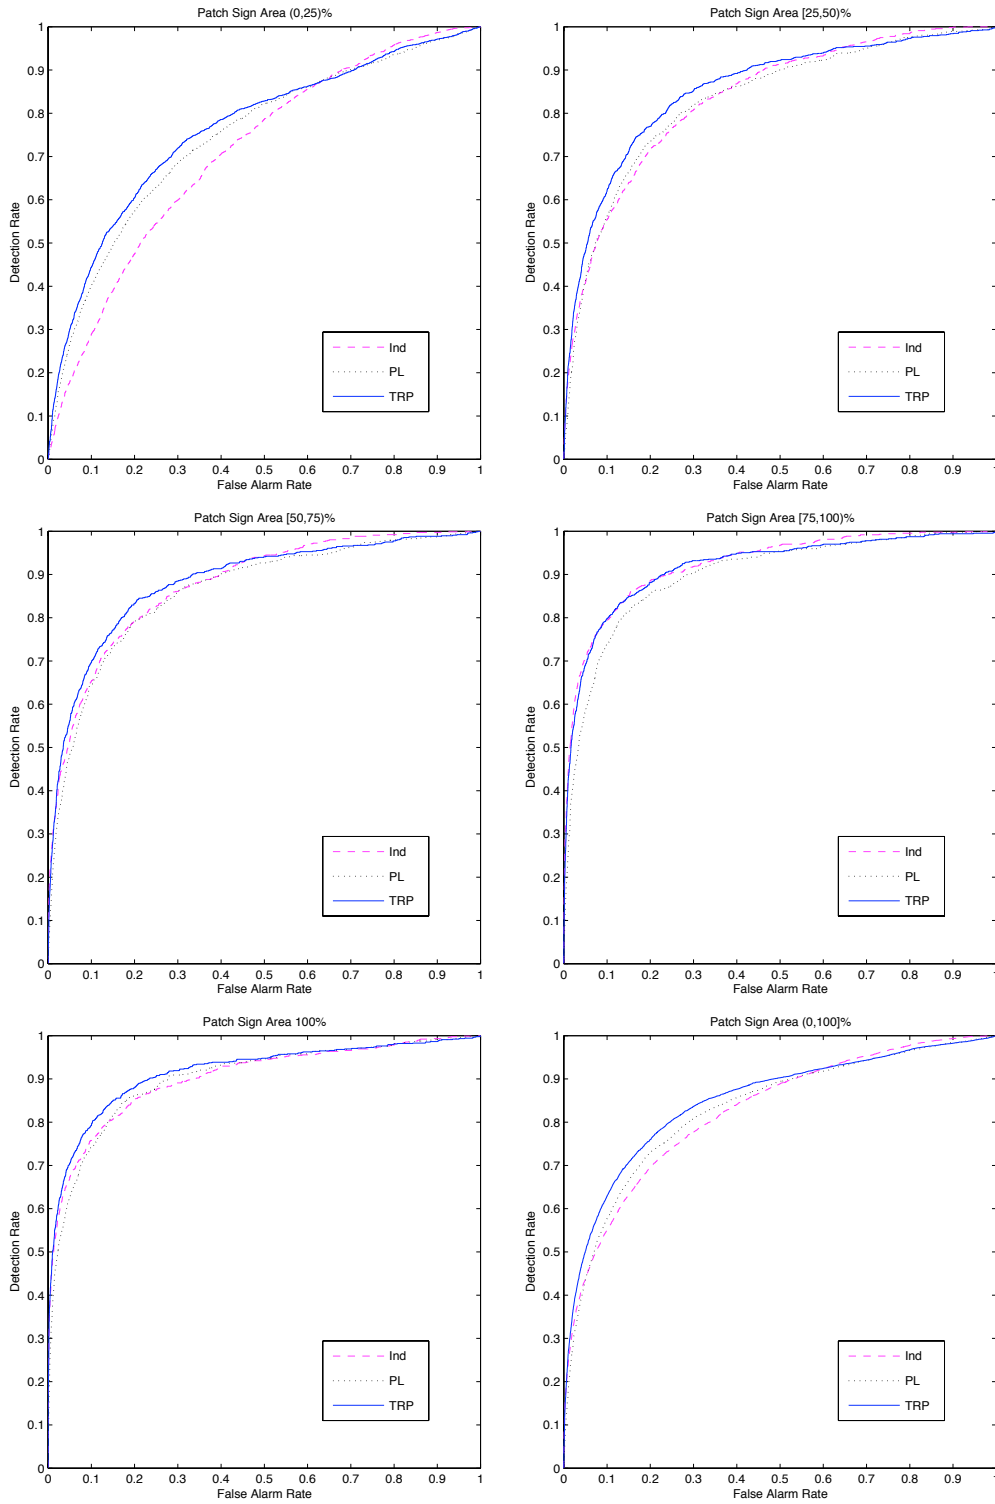 Patch Sign Area (0,25)%
1
0.9
0.8
0.7
0.6
0.5
0.4
0.3
0.2
0.1
0
Detection Rate
Ind
PL
TRP
0 0.1 0.2 0.3 0.4 0.5 0.6 0.7 0.8 0.9 1
False Alarm Rate
Patch Sign Area [25,50)%
1
0.9
0.8
0.7
0.6
0.5
0.4
0.3
0.2
0.1
0
Detection Rate
Ind
PL
TRP
0 0.1 0.2 0.3 0.4 0.5 0.6 0.7 0.8 0.9 1
False Alarm Rate
Patch Sign Area [50,75)%
1
0.9
0.8
0.7
0.6
0.5
0.4
0.3
0.2
0.1
0
Detection Rate
Ind
PL
TRP
0 0.1 0.2 0.3 0.4 0.5 0.6 0.7 0.8 0.9 1
False Alarm Rate
Patch Sign Area [75,100)%
1
0.9
0.8
0.7
0.6
0.5
0.4
0.3
0.2
0.1
0
Detection Rate
Ind
PL
TRP
0 0.1 0.2 0.3 0.4 0.5 0.6 0.7 0.8 0.9 1
False Alarm Rate
Patch Sign Area 100%
1
0.9
0.8
0.7
0.6
0.5
0.4
0.3
0.2
0.1
0
Detection Rate
Ind
PL
TRP
0 0.1 0.2 0.3 0.4 0.5 0.6 0.7 0.8 0.9 1
False Alarm Rate
Patch Sign Area (0,100]%
1
0.9
0.8
0.7
0.6
0.5
0.4
0.3
0.2
0.1
0
Detection Rate
Ind
PL
TRP
0 0.1 0.2 0.3 0.4 0.5 0.6 0.7 0.8 0.9 1
False Alarm Rate